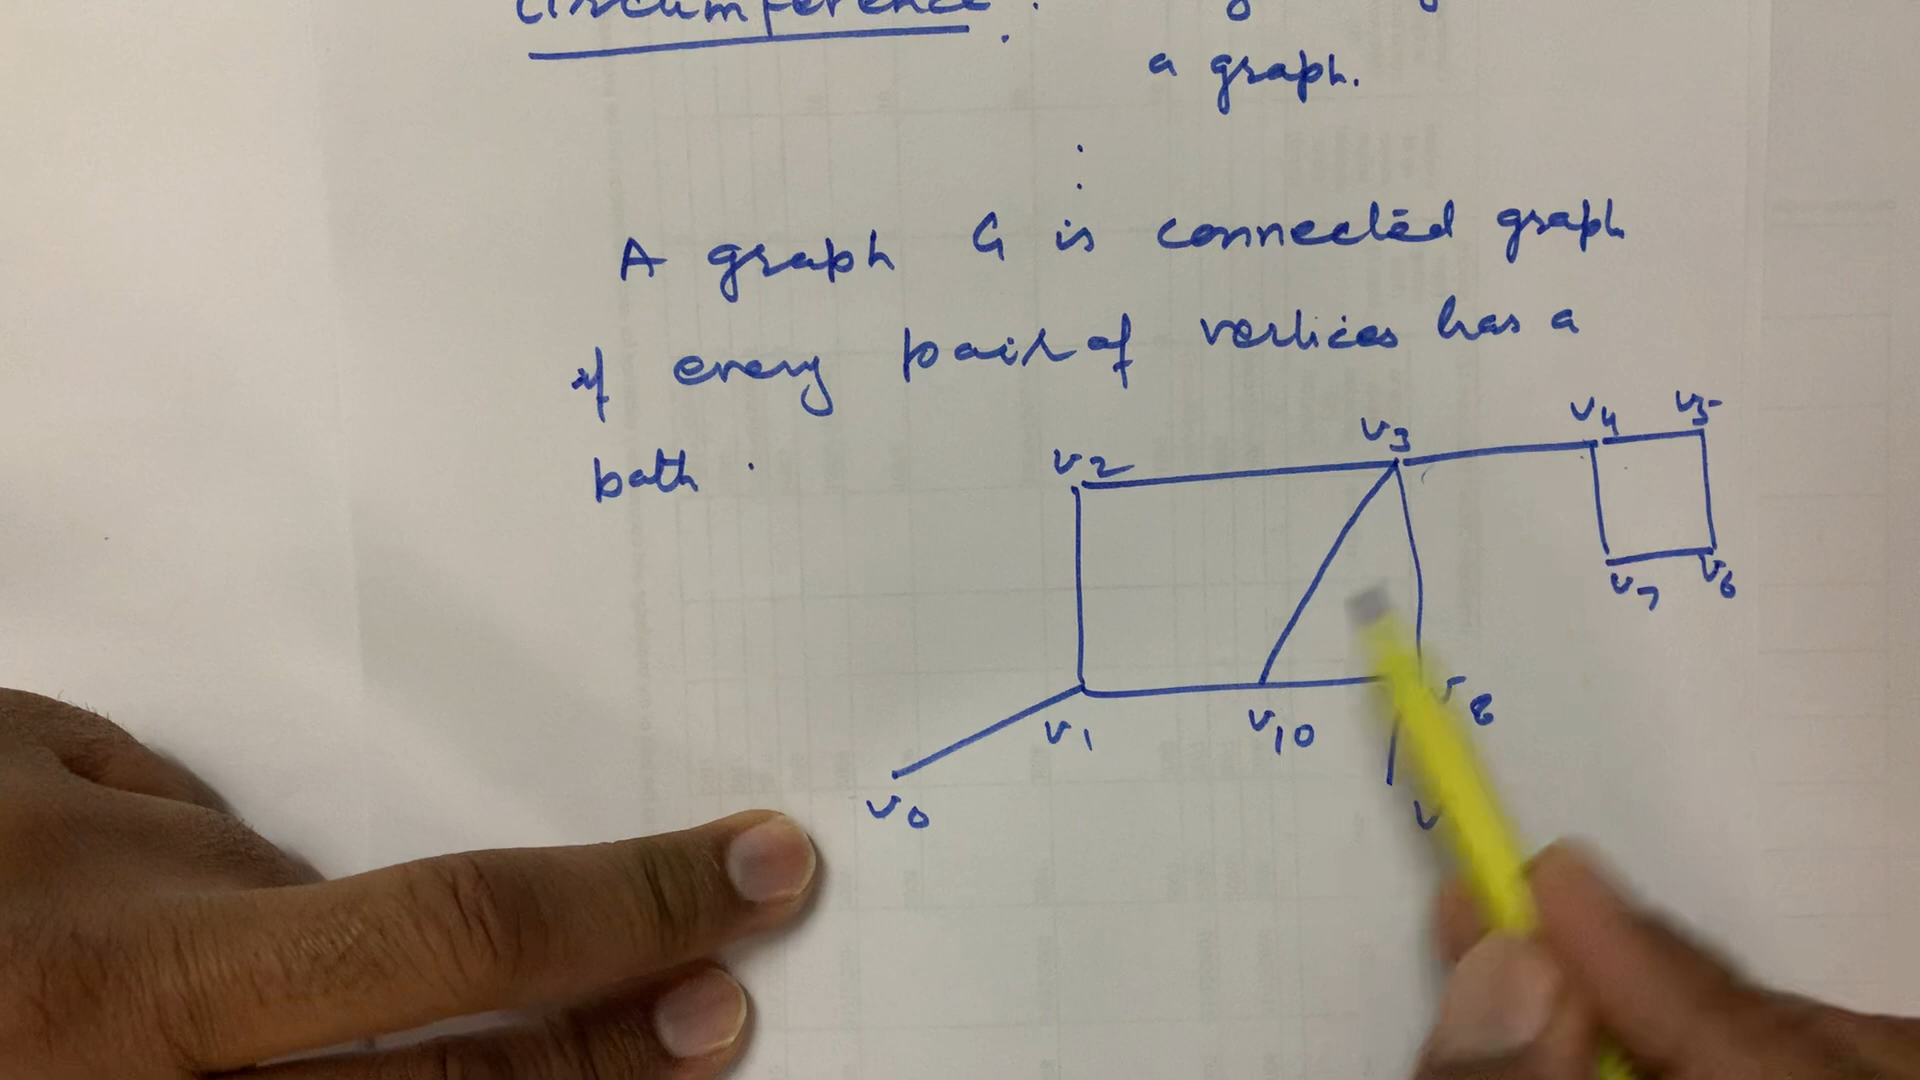 circumference :
a graph.
:
A graph G is connected graph
if every pair of vertices has a
path .
v4 v5
v2 v3
v7 v6
v1 v10 v8
v0 v